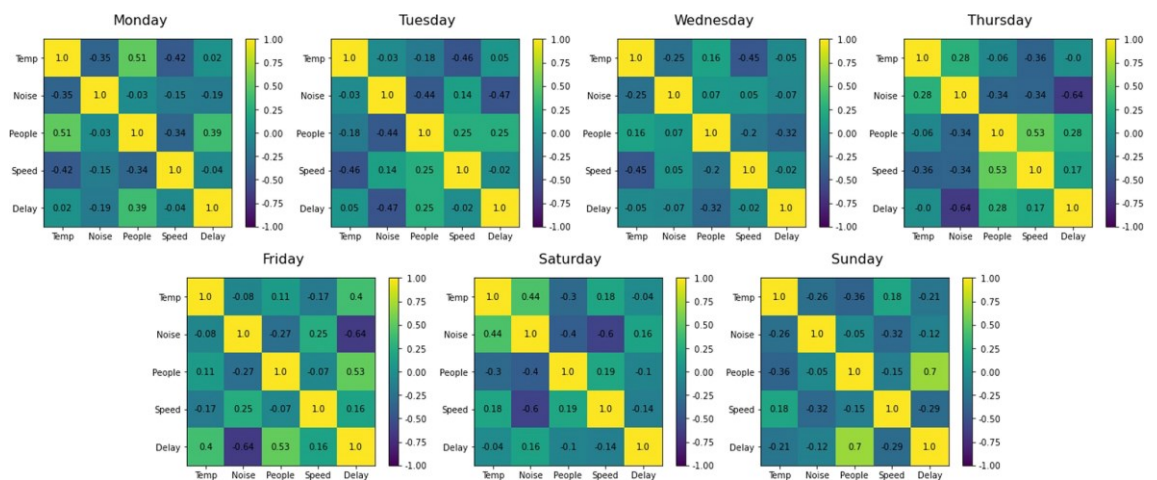 Monday Tuesday Wednesday Thursday
Temp 1.0 -0.35 0.51 -0.42 0.02 1.00 Temp 1.0 -0.03 -0.18 -0.46 0.05 1.00 Temp 1.0 -0.25 0.16 -0.45 -0.05 1.00 Temp 1.0 0.28 -0.06 -0.36 -0.0 1.00
0.75 0.75 0.75 0.75
Noise -0.35 1.0 -0.03 -0.15 -0.19 0.50 Noise -0.03 1.0 -0.44 0.14 -0.47 0.50 Noise -0.25 1.0 0.07 0.05 -0.07 0.50 Noise 0.28 1.0 -0.34 -0.34 -0.64 0.50
0.25 0.25 0.25 0.25
People 0.51 -0.03 1.0 -0.34 0.39 0.00 People -0.18 -0.44 1.0 0.25 0.25 0.00 People 0.16 0.07 1.0 -0.2 -0.32 0.00 People -0.06 -0.34 1.0 0.53 0.28 0.00
-0.25 -0.25 -0.25 -0.25
Speed -0.42 -0.15 -0.34 1.0 -0.04 -0.50 Speed -0.46 0.14 0.25 1.0 -0.02 -0.50 Speed -0.45 0.05 -0.2 1.0 -0.02 -0.50 Speed -0.36 -0.34 0.53 1.0 0.17 -0.50
Delay 0.02 -0.19 0.39 -0.04 1.0 -0.75 Delay 0.05 -0.47 0.25 -0.02 1.0 -0.75 Delay -0.05 -0.07 -0.32 -0.02 1.0 -0.75 Delay -0.0 -0.64 0.28 0.17 1.0 -0.75
-1.00 -1.00 -1.00 -1.00
Temp Noise People Speed Delay Temp Noise People Speed Delay Temp Noise People Speed Delay Temp Noise People Speed Delay
Friday Saturday Sunday
Temp 1.0 -0.08 0.11 -0.17 0.4 1.00 Temp 1.0 0.44 -0.3 0.18 -0.04 1.00 Temp 1.0 -0.26 -0.36 0.18 -0.21 1.00
0.75 0.75 0.75
Noise -0.08 1.0 -0.27 0.25 -0.64 0.50 Noise 0.44 1.0 -0.4 -0.6 0.16 0.50 Noise -0.26 1.0 -0.05 -0.32 -0.12 0.50
0.25 0.25 0.25
People 0.11 -0.27 1.0 -0.07 0.53 0.00 People -0.3 -0.4 1.0 0.19 -0.1 0.00 People -0.36 -0.05 1.0 -0.15 0.7 0.00
-0.25 -0.25 -0.25
Speed -0.17 0.25 -0.07 1.0 0.16 -0.50 Speed 0.18 -0.6 0.19 1.0 -0.14 -0.50 Speed 0.18 -0.32 -0.15 1.0 -0.29 -0.50
Delay 0.4 -0.64 0.53 0.16 1.0 -0.75 Delay -0.04 0.16 -0.1 -0.14 1.0 -0.75 Delay -0.21 -0.12 0.7 -0.29 1.0 -0.75
-1.00 -1.00 -1.00
Temp Noise People Speed Delay Temp Noise People Speed Delay Temp Noise People Speed Delay